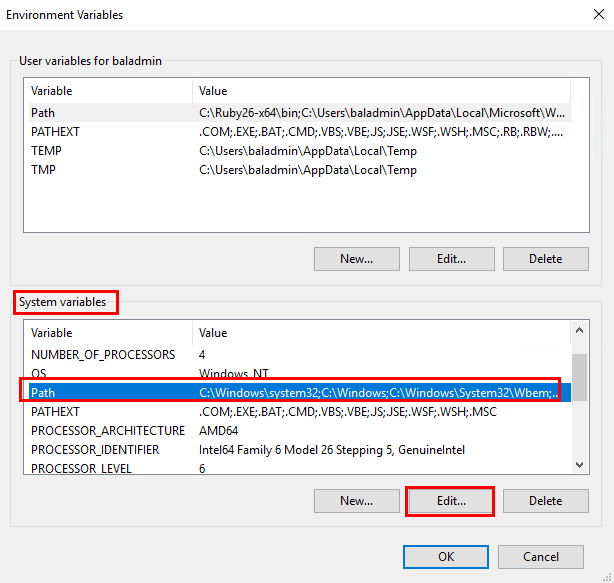 Environment Variables
User variables for baladmin
Variable Value
Path C:\Ruby26-x64\bin;C:\Users\baladmin\AppData\Local\Microsoft\W...
PATHEXT .COM;.EXE;.BAT;.CMD;.VBS;.VBE;.JS;.JSE;.WSF;.WSH;.MSC;.RB;.RBW;....
TEMP C:\Users\baladmin\AppData\Local\Temp
TMP C:\Users\baladmin\AppData\Local\Temp
New... Edit... Delete
System variables
Variable Value
NUMBER_OF_PROCESSORS 4
OS Windows_NT
Path C:\Windows\system32;C:\Windows;C:\Windows\System32\Wbem;...
PATHEXT .COM;.EXE;.BAT;.CMD;.VBS;.VBE;.JS;.JSE;.WSF;.WSH;.MSC
PROCESSOR_ARCHITECTURE AMD64
PROCESSOR_IDENTIFIER Intel64 Family 6 Model 26 Stepping 5, GenuineIntel
PROCESSOR_LEVEL 6
New... Edit... Delete
OK Cancel